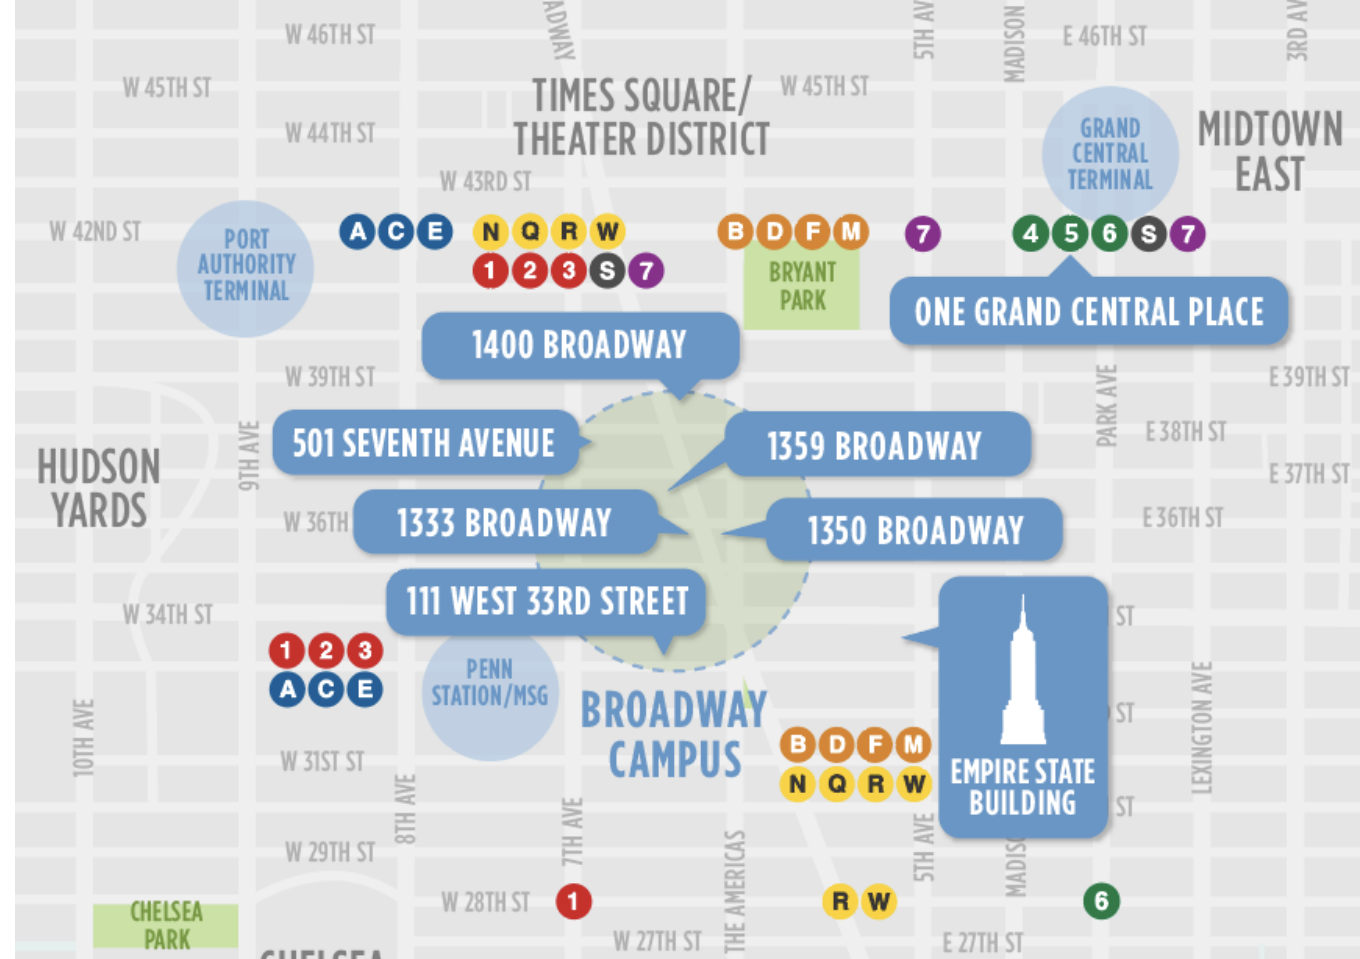 ADWAY
5TH AV
MADISON
3RD AV
W 46TH ST
E 46TH ST
W 45TH ST
TIMES SQUARE/
THEATER DISTRICT
W 45TH ST
GRAND
CENTRAL
TERMINAL
MIDTOWN
EAST
W 44TH ST
W 43RD ST
W 42ND ST
PORT
AUTHORITY
TERMINAL
A C E
N Q R W
1 2 3 S 7
B D F M
BRYANT
PARK
7
4 5 6 S 7
ONE GRAND CENTRAL PLACE
1400 BROADWAY
W 39TH ST
E 39TH ST
PARK AVE
9TH AVE
501 SEVENTH AVENUE
1359 BROADWAY
E 38TH ST
HUDSON
YARDS
E 37TH ST
W 36TH
1333 BROADWAY
1350 BROADWAY
E 36TH ST
111 WEST 33RD STREET
W 34TH ST
ST
1 2 3
A C E
PENN
STATION/MSG
BROADWAY
CAMPUS
EMPIRE STATE
BUILDING
ST
LEXINGTON AVE
10TH AVE
B D F M
N Q R W
W 31ST ST
8TH AVE
7TH AVE
THE AMERICAS
5TH AVE
MADISO
ST
W 29TH ST
W 28TH ST
1
R W
6
CHELSEA
PARK
W 27TH ST
E 27TH ST
CHELSEA